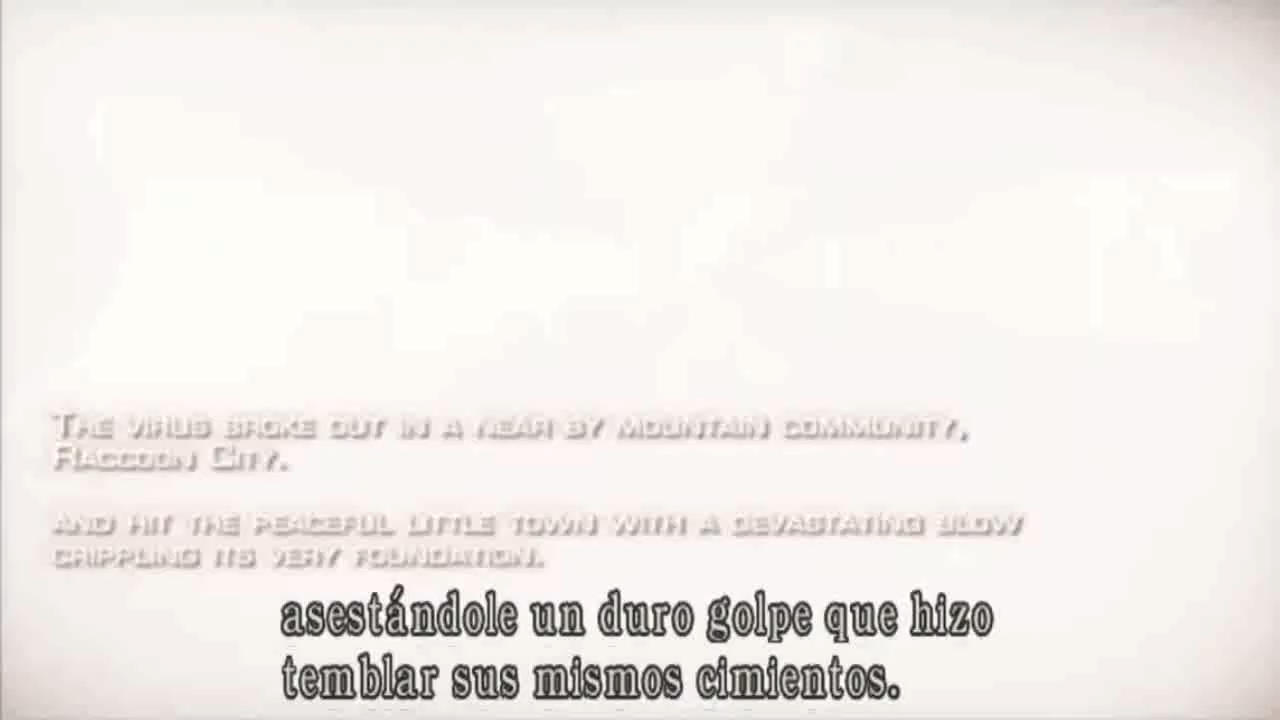 The virus broke out in a near by mountain community,
Raccoon City.
and hit the peaceful little town with a devastating blow
crippling its very foundation.
asestándole un duro golpe que hizo
temblar sus mismos cimientos.